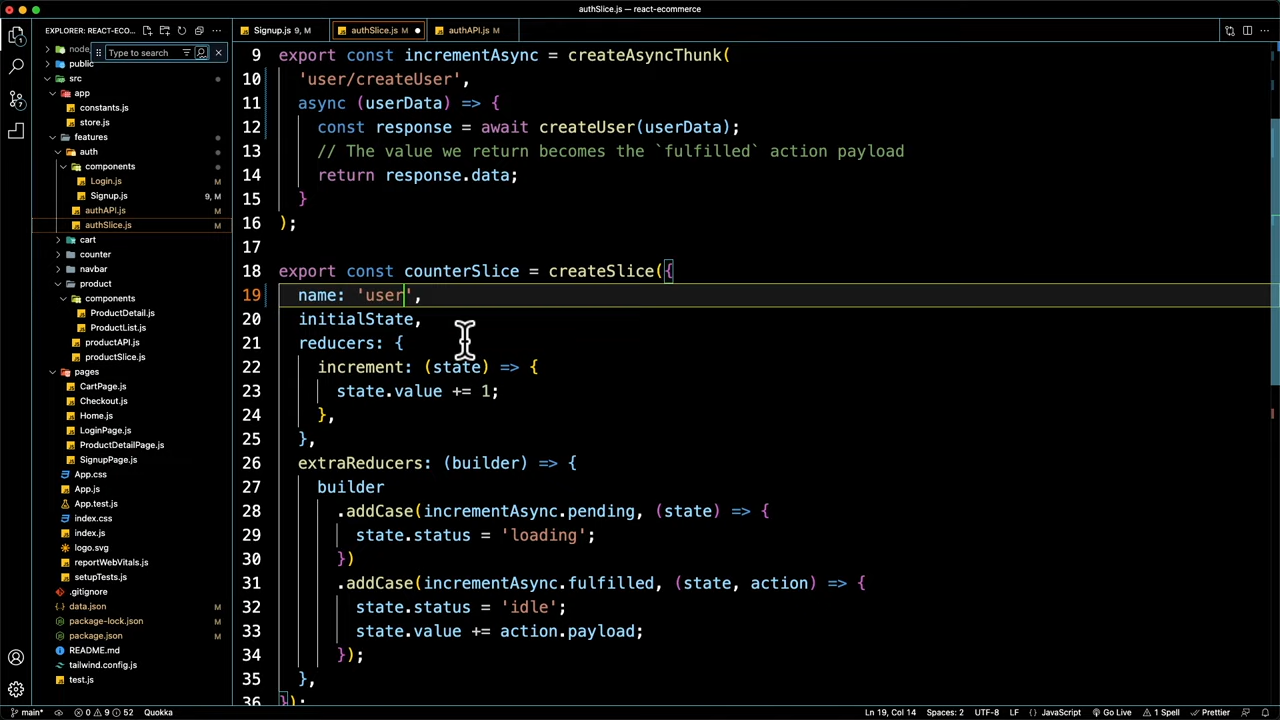 authSlice.js — react-ecommerce
EXPLORER: REACT-ECO...
Signup.js 9, M
authSlice.js M
authAPI.js M
node
Type to search
public
src
app
constants.js
store.js
features
auth
components
Login.js M
Signup.js 9, M
authAPI.js M
authSlice.js M
cart
counter
navbar
product
components
ProductDetail.js
ProductList.js
productAPI.js
productSlice.js
pages
CartPage.js
Checkout.js
Home.js
LoginPage.js
ProductDetailPage.js
SignupPage.js
App.css
App.js
App.test.js
index.css
index.js
logo.svg
reportWebVitals.js
setupTests.js
.gitignore
data.json M
package-lock.json M
package.json M
README.md
tailwind.config.js
test.js
9 export const incrementAsync = createAsyncThunk(
10 'user/createUser',
11 async (userData) => {
12 const response = await createUser(userData);
13 // The value we return becomes the `fulfilled` action payload
14 return response.data;
15 }
16 );
17
18 export const counterSlice = createSlice({
19 name: 'user',
20 initialState,
21 reducers: {
22 increment: (state) => {
23 state.value += 1;
24 },
25 },
26 extraReducers: (builder) => {
27 builder
28 .addCase(incrementAsync.pending, (state) => {
29 state.status = 'loading';
30 })
31 .addCase(incrementAsync.fulfilled, (state, action) => {
32 state.status = 'idle';
33 state.value += action.payload;
34 });
35 },
36 });
main* 0 9 52 Quokka Ln 19, Col 14 Spaces: 2 UTF-8 LF {} JavaScript Go Live 1 Spell Prettier